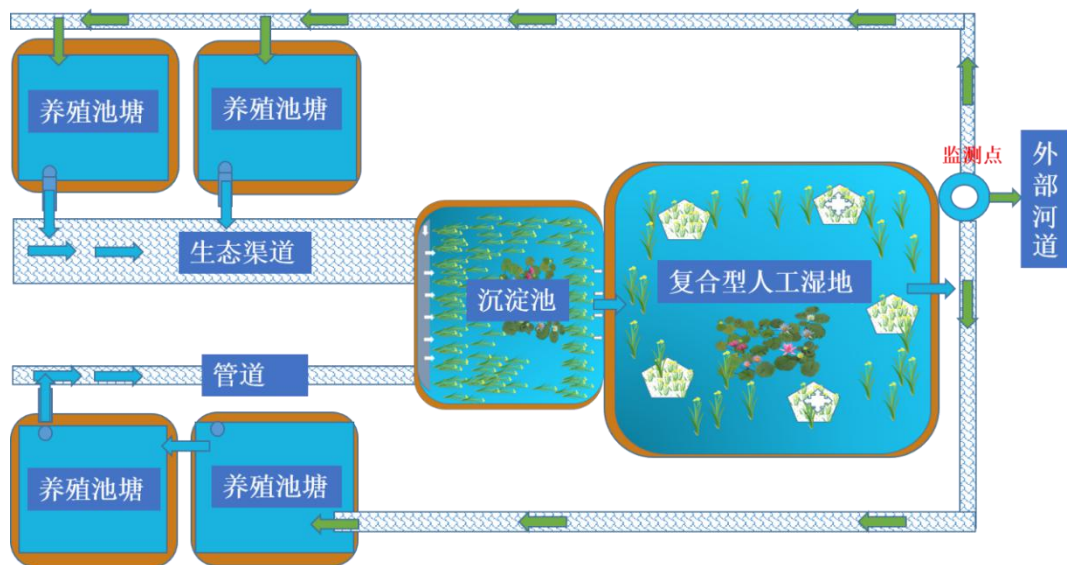 养殖池塘
养殖池塘
监测点
外部河道
生态渠道
沉淀池
复合型人工湿地
管道
养殖池塘
养殖池塘